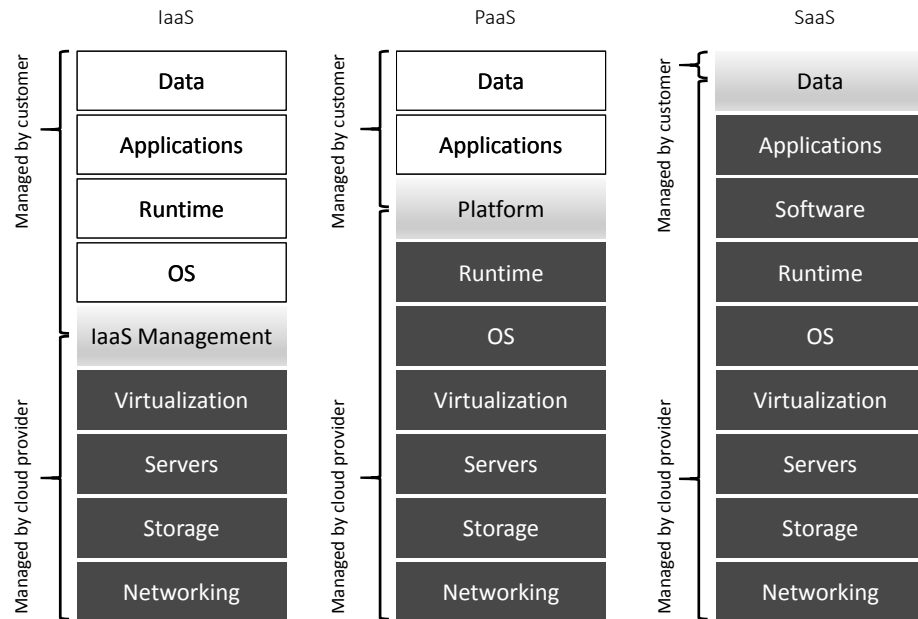 IaaS
Managed by customer
Data
Applications
Runtime
OS
IaaS Management
Managed by cloud provider
Virtualization
Servers
Storage
Networking
PaaS
Managed by customer
Data
Applications
Platform
Managed by cloud provider
Runtime
OS
Virtualization
Servers
Storage
Networking
SaaS
Managed by customer
Data
Managed by cloud provider
Applications
Software
Runtime
OS
Virtualization
Servers
Storage
Networking